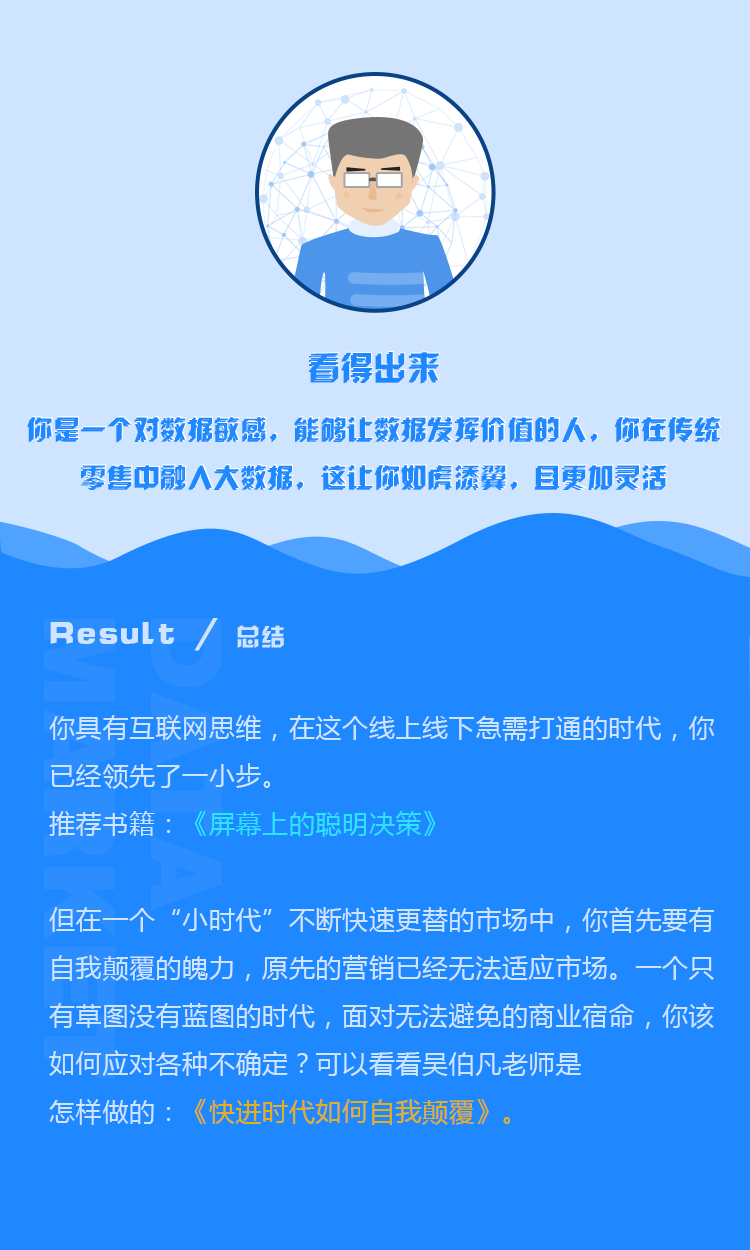 看得出来
你是一个对数据敏感，能够让数据发挥价值的人，你在传统
零售中融入大数据，这让你如虎添翼，且更加灵活
Result / 总结
DATA
MARKET
你具有互联网思维，在这个线上线下急需打通的时代，你
已经领先了一小步。
推荐书籍：《屏幕上的聪明决策》
但在一个“小时代”不断快速更替的市场中，你首先要有
自我颠覆的魄力，原先的营销已经无法适应市场。一个只
有草图没有蓝图的时代，面对无法避免的商业宿命，你该
如何应对各种不确定？可以看看吴伯凡老师是
怎样做的：《快进时代如何自我颠覆》。